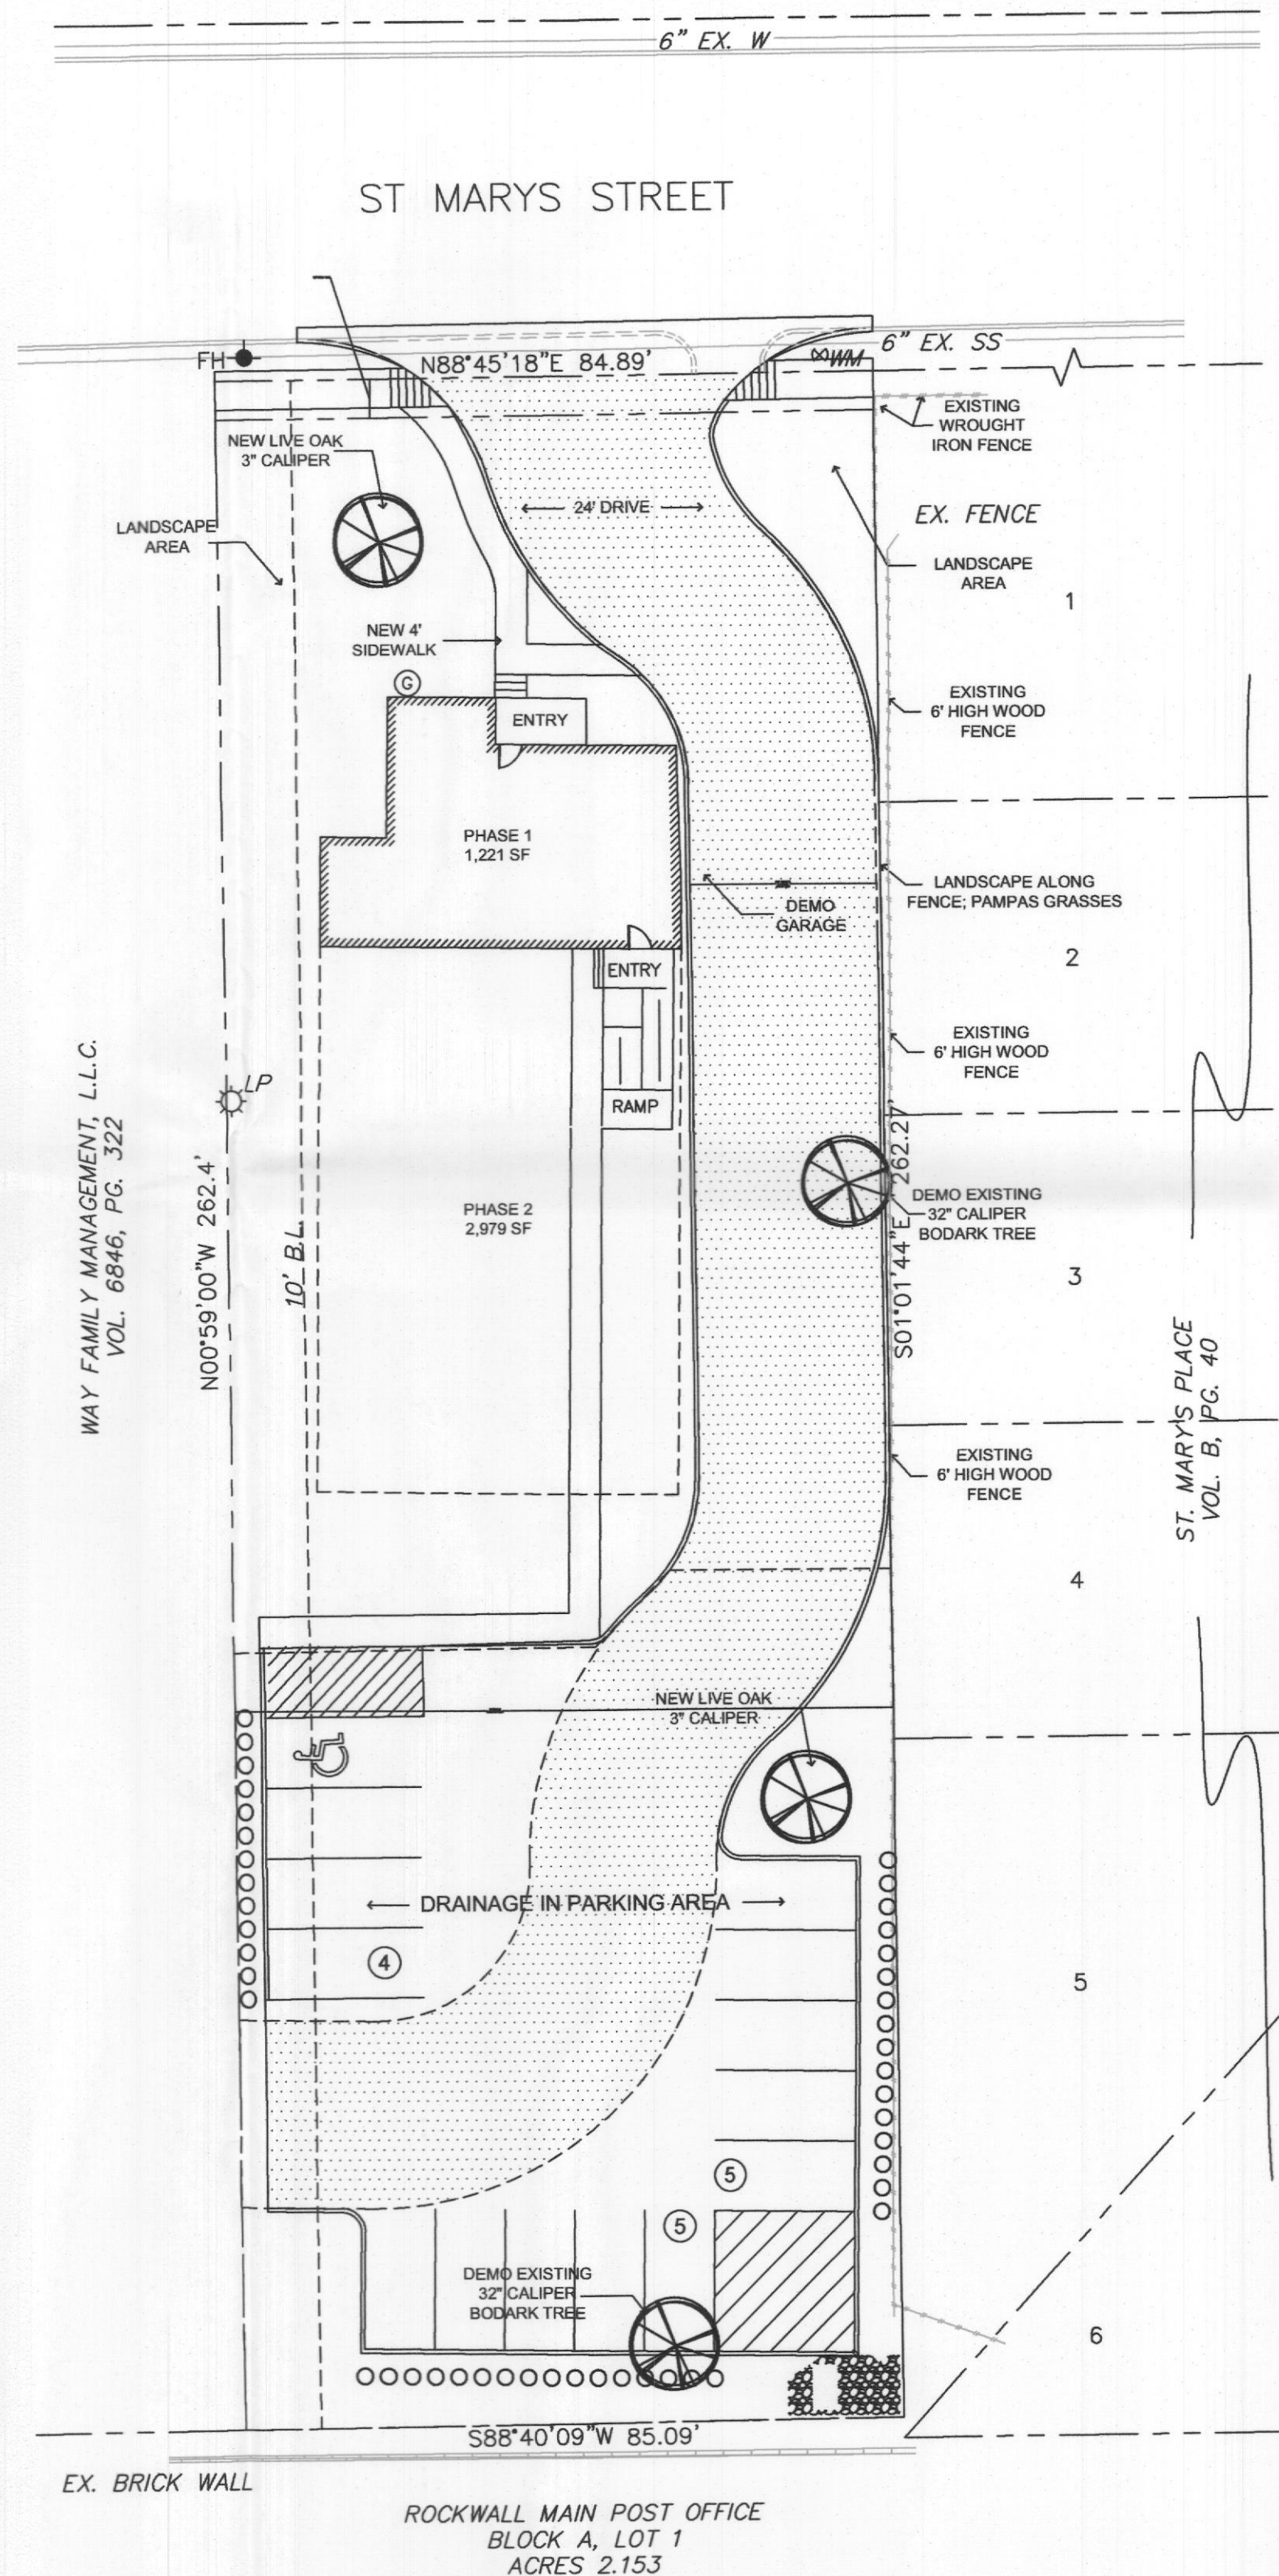 6" EX. W
ST MARYS STREET
FH
N88°45'18"E 84.89'
WM
6" EX. SS
EXISTING
WROUGHT
IRON FENCE
NEW LIVE OAK
3" CALIPER
24' DRIVE
EX. FENCE
LANDSCAPE
AREA
LANDSCAPE
AREA
1
NEW 4'
SIDEWALK
G
ENTRY
EXISTING
6' HIGH WOOD
FENCE
PHASE 1
1,221 SF
LANDSCAPE ALONG
FENCE; PAMPAS GRASSES
DEMO
GARAGE
2
ENTRY
EXISTING
6' HIGH WOOD
FENCE
LP
RAMP
WAY FAMILY MANAGEMENT, L.L.C.
VOL. 6846, PG. 322
N00°59'00"W 262.4'
10' B.L.
PHASE 2
2,979 SF
S01°01'44"E 262.27'
DEMO EXISTING
32" CALIPER
BODARK TREE
3
ST. MARY'S PLACE
VOL. B, PG. 40
EXISTING
6' HIGH WOOD
FENCE
4
NEW LIVE OAK
3" CALIPER
DRAINAGE IN PARKING AREA
4
5
5
5
DEMO EXISTING
32" CALIPER
BODARK TREE
6
S88°40'09"W 85.09'
EX. BRICK WALL
ROCKWALL MAIN POST OFFICE
BLOCK A, LOT 1
ACRES 2.153